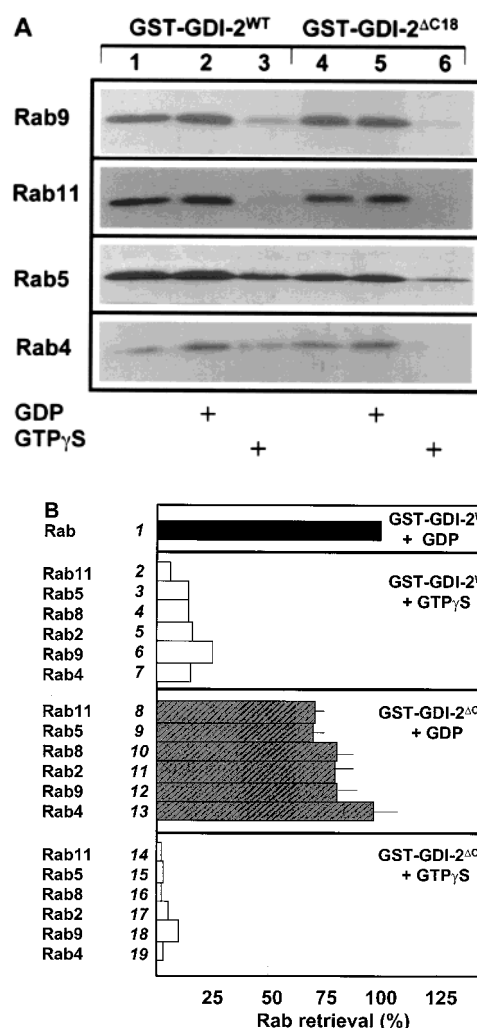 A
GST-GDI-2WT GST-GDI-2ΔC18
1 2 3 4 5 6
Rab9
Rab11
Rab5
Rab4
GDP + +
GTPγS + +
B
Rab 1 GST-GDI-2
+ GDP
Rab11 2 GST-GDI-2
Rab5 3 + GTPγS
Rab8 4
Rab2 5
Rab9 6
Rab4 7
Rab11 8 GST-GDI-2ΔC
Rab5 9 + GDP
Rab8 10
Rab2 11
Rab9 12
Rab4 13
Rab11 14 GST-GDI-2ΔC
Rab5 15 + GTPγS
Rab8 16
Rab2 17
Rab9 18
Rab4 19
25 50 75 100 125
Rab retrieval (%)